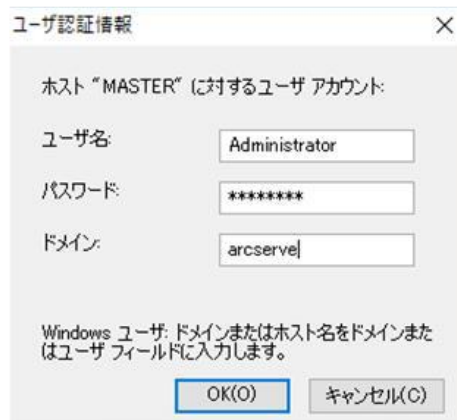 ユーザ認証情報
ホスト "MASTER" に対するユーザ アカウント:
ユーザ名: Administrator
パスワード: ********
ドメイン: arcserve
Windows ユーザ: ドメインまたはホスト名をドメインまた
はユーザ フィールドに入力します。
OK(O) キャンセル(C)